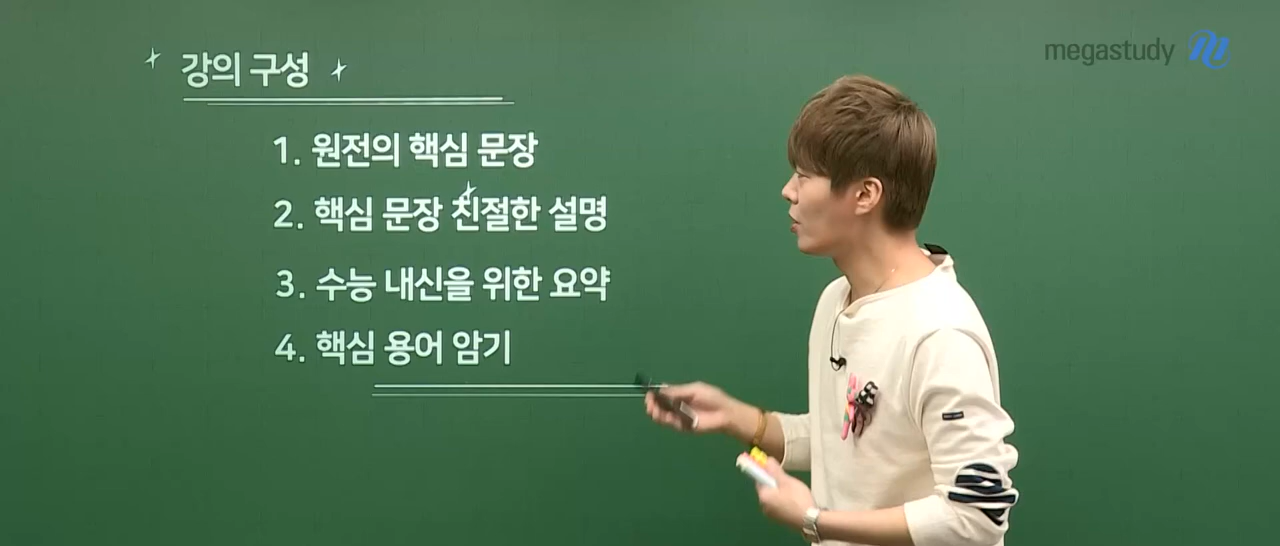 megastudy
강의 구성
1. 원전의 핵심 문장
2. 핵심 문장 친절한 설명
3. 수능 내신을 위한 요약
4. 핵심 용어 암기